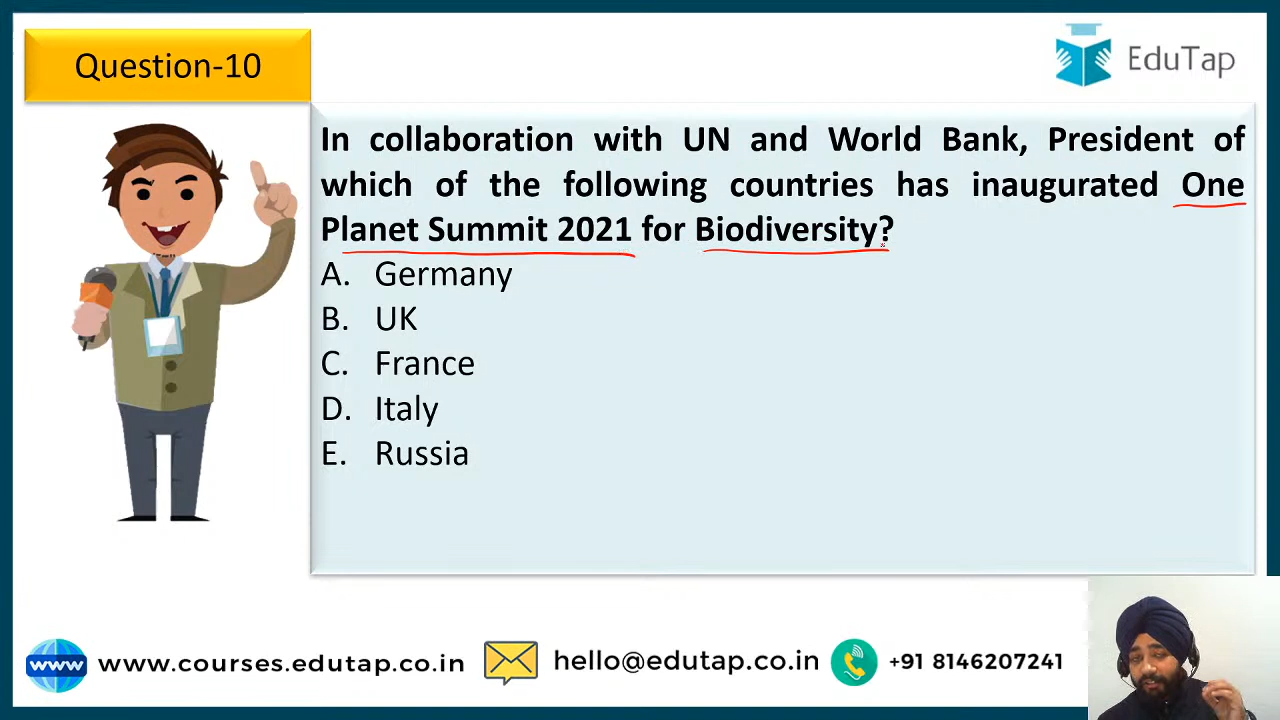 Question-10
EduTap
In collaboration with UN and World Bank, President of
which of the following countries has inaugurated One
Planet Summit 2021 for Biodiversity?
A. Germany
B. UK
C. France
D. Italy
E. Russia
www www.courses.edutap.co.in
hello@edutap.co.in
+91 8146207241